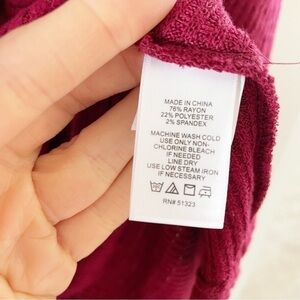 MADE IN CHINA
76% RAYON
22% POLYESTER
2% SPANDEX
MACHINE WASH COLD
USE ONLY NON-
CHLORINE BLEACH
IF NEEDED
LINE DRY
USE LOW STEAM IRON
IF NECESSARY
RN# 51323